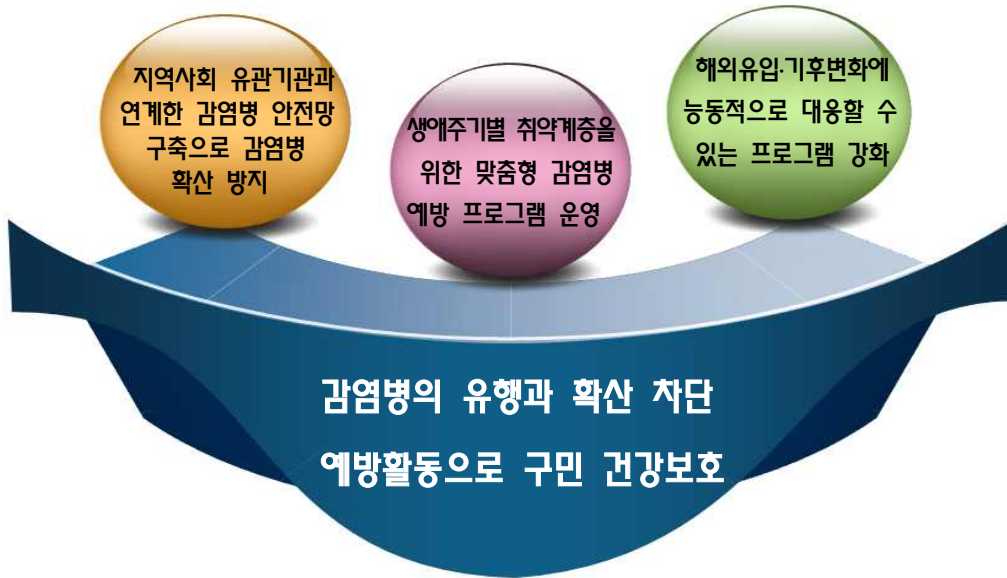 지역사회 유관기관과
연계한 감염병 안전망
구축으로 감염병
확산 방지
생애주기별 취약계층을
위한 맞춤형 감염병
예방 프로그램 운영
해외유입·기후변화에
능동적으로 대응할 수
있는 프로그램 강화
감염병의 유행과 확산 차단
예방활동으로 구민 건강보호